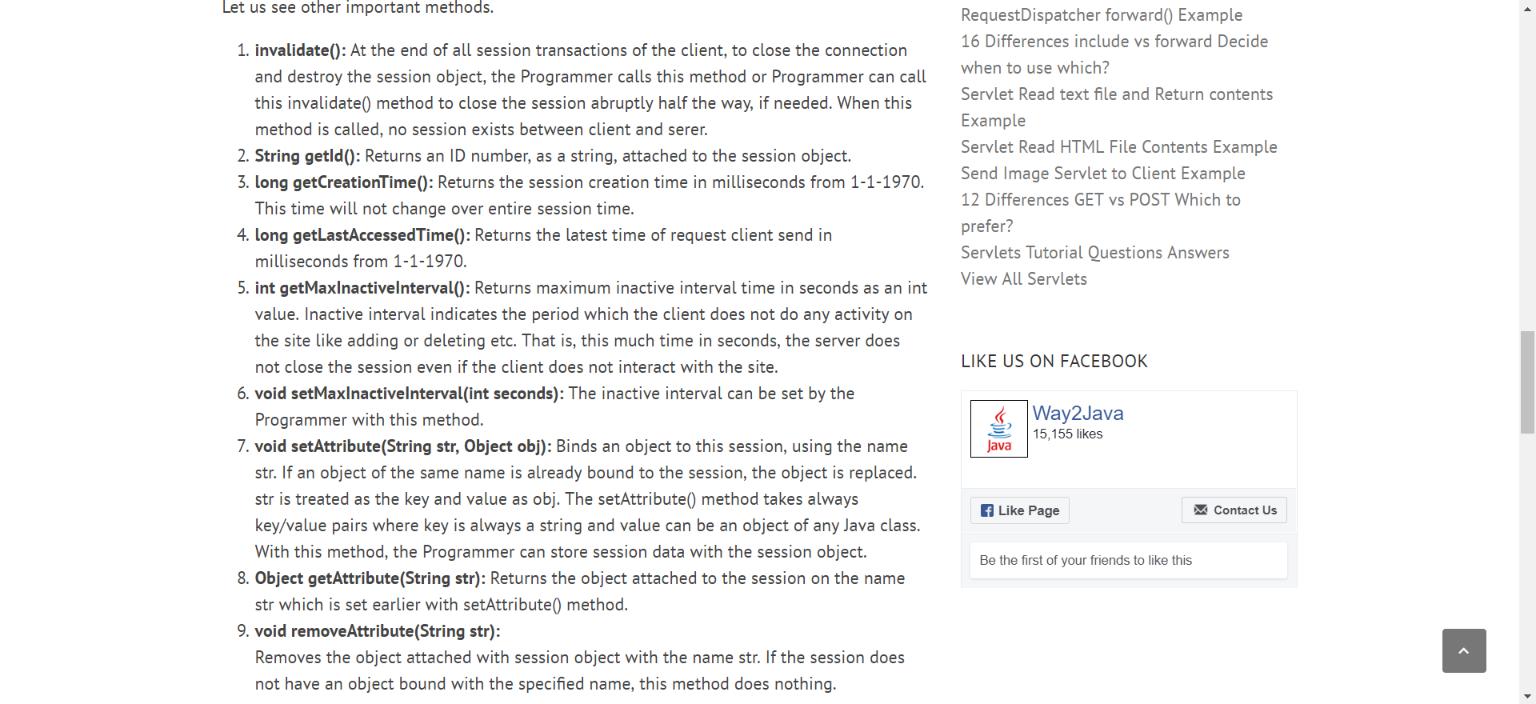 Let us see other important methods.
1. invalidate(): At the end of all session transactions of the client, to close the connection
and destroy the session object, the Programmer calls this method or Programmer can call
this invalidate() method to close the session abruptly half the way, if needed. When this
method is called, no session exists between client and serer.
2. String getId(): Returns an ID number, as a string, attached to the session object.
3. long getCreationTime(): Returns the session creation time in milliseconds from 1-1-1970.
This time will not change over entire session time.
4. long getLastAccessedTime(): Returns the latest time of request client send in
milliseconds from 1-1-1970.
5. int getMaxInactiveInterval(): Returns maximum inactive interval time in seconds as an int
value. Inactive interval indicates the period which the client does not do any activity on
the site like adding or deleting etc. That is, this much time in seconds, the server does
not close the session even if the client does not interact with the site.
6. void setMaxInactiveInterval(int seconds): The inactive interval can be set by the
Programmer with this method.
7. void setAttribute(String str, Object obj): Binds an object to this session, using the name
str. If an object of the same name is already bound to the session, the object is replaced.
str is treated as the key and value as obj. The setAttribute() method takes always
key/value pairs where key is always a string and value can be an object of any Java class.
With this method, the Programmer can store session data with the session object.
8. Object getAttribute(String str): Returns the object attached to the session on the name
str which is set earlier with setAttribute() method.
9. void removeAttribute(String str):
Removes the object attached with session object with the name str. If the session does
not have an object bound with the specified name, this method does nothing.
RequestDispatcher forward() Example
16 Differences include vs forward Decide
when to use which?
Servlet Read text file and Return contents
Example
Servlet Read HTML File Contents Example
Send Image Servlet to Client Example
12 Differences GET vs POST Which to
prefer?
Servlets Tutorial Questions Answers
View All Servlets
LIKE US ON FACEBOOK
Java
Way2Java
15,155 likes
Like Page
Contact Us
Be the first of your friends to like this